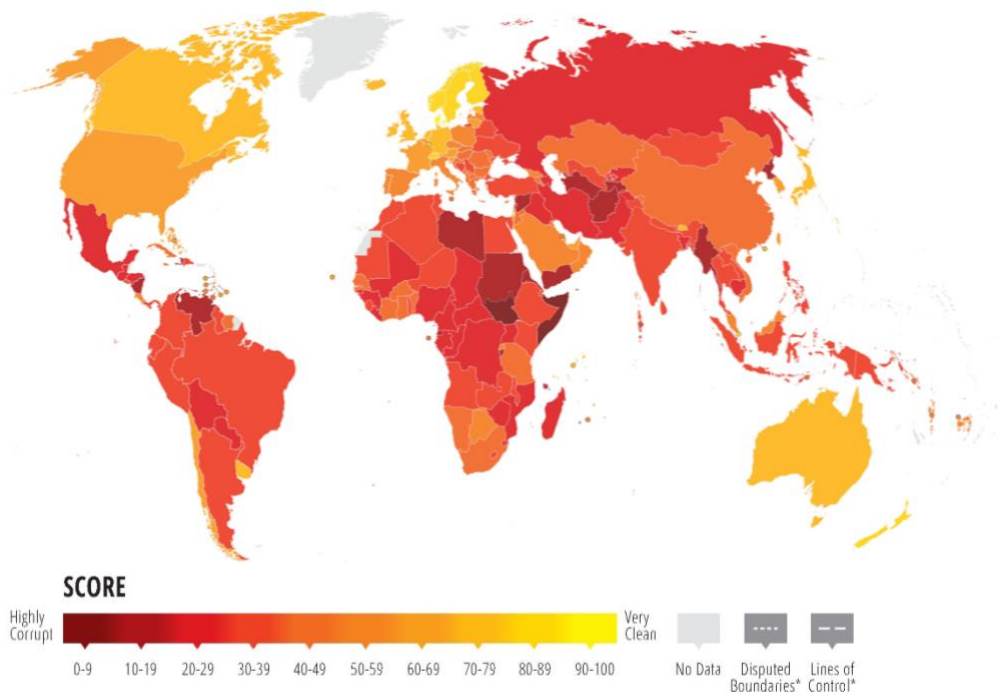 SCORE
Highly
Corrupt
Very
Clean
0-9 10-19 20-29 30-39 40-49 50-59 60-69 70-79 80-89 90-100
No Data
Disputed
Boundaries*
Lines of
Control*